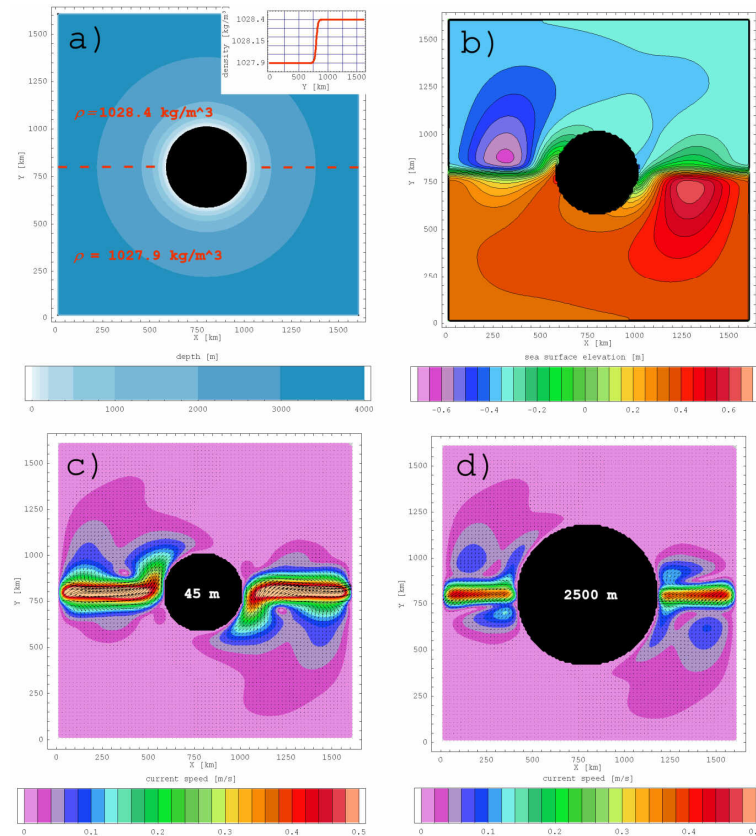 a)
density [kg/m³]
1028.4
1028.15
1027.9
0 500 1000 1500
Y [km]
ρ=1028.4 kg/m^3
ρ = 1027.9 kg/m^3
Y [km]
1500
1250
1000
750
500
250
0
0 250 500 750 1000 1250 1500
X [km]
depth [m]
0 1000 2000 3000 4000
b)
Y [km]
1500
1250
1000
750
500
250
0
0 250 500 750 1000 1250 1500
X [km]
sea surface elevation [m]
-0.6 -0.4 -0.2 0 0.2 0.4 0.6
c)
45 m
Y [km]
1500
1250
1000
750
500
250
0
0 250 500 750 1000 1250 1500
X [km]
current speed [m/s]
0 0.1 0.2 0.3 0.4 0.5
d)
2500 m
Y [km]
1500
1250
1000
750
500
250
0
0 250 500 750 1000 1250 1500
X [km]
current speed [m/s]
0 0.1 0.2 0.3 0.4